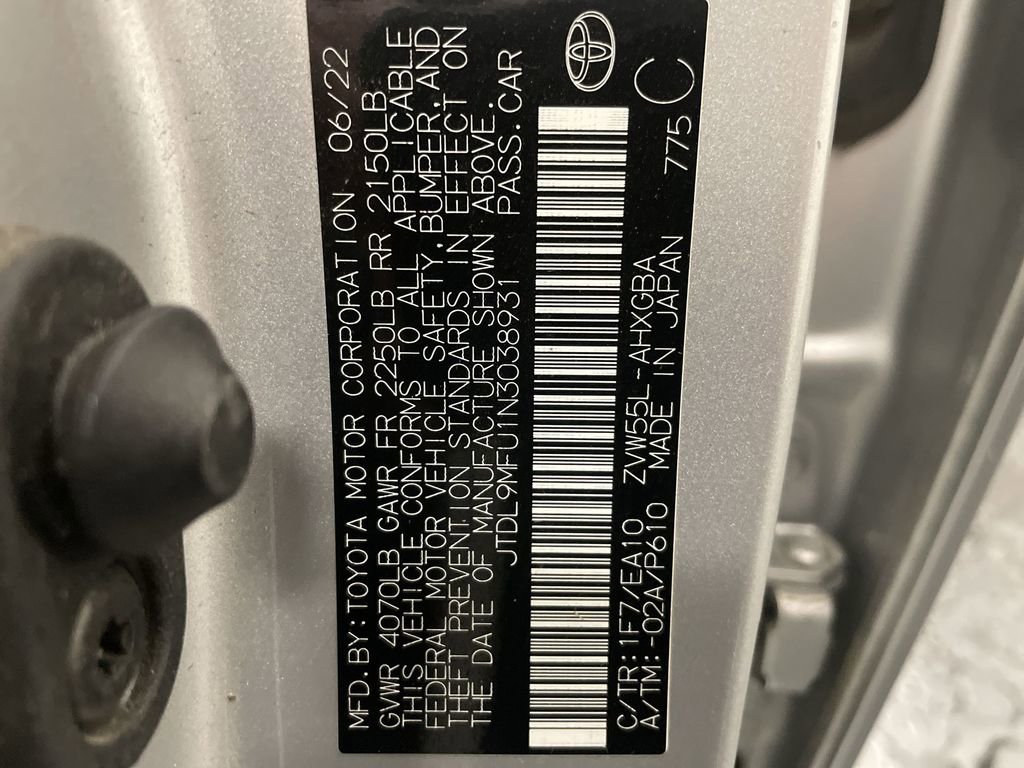 MFD.BY:TOYOTA MOTOR CORPORATION 06/22
GVWR 4070LB GAWR FR 2250LB RR 2150LB
THIS VEHICLE CONFORMS TO ALL APPLICABLE
FEDERAL MOTOR VEHICLE SAFETY,BUMPER,AND
THEFT PREVENTION STANDARDS IN EFFECT ON
THE DATE OF MANUFACTURE SHOWN ABOVE.
JTDL9MFU1N3038931 PASS.CAR
C/TR:1F7/EA10 ZVW55L-AHXGBA
A/TM:-02A/P610 MADE IN JAPAN 775 C